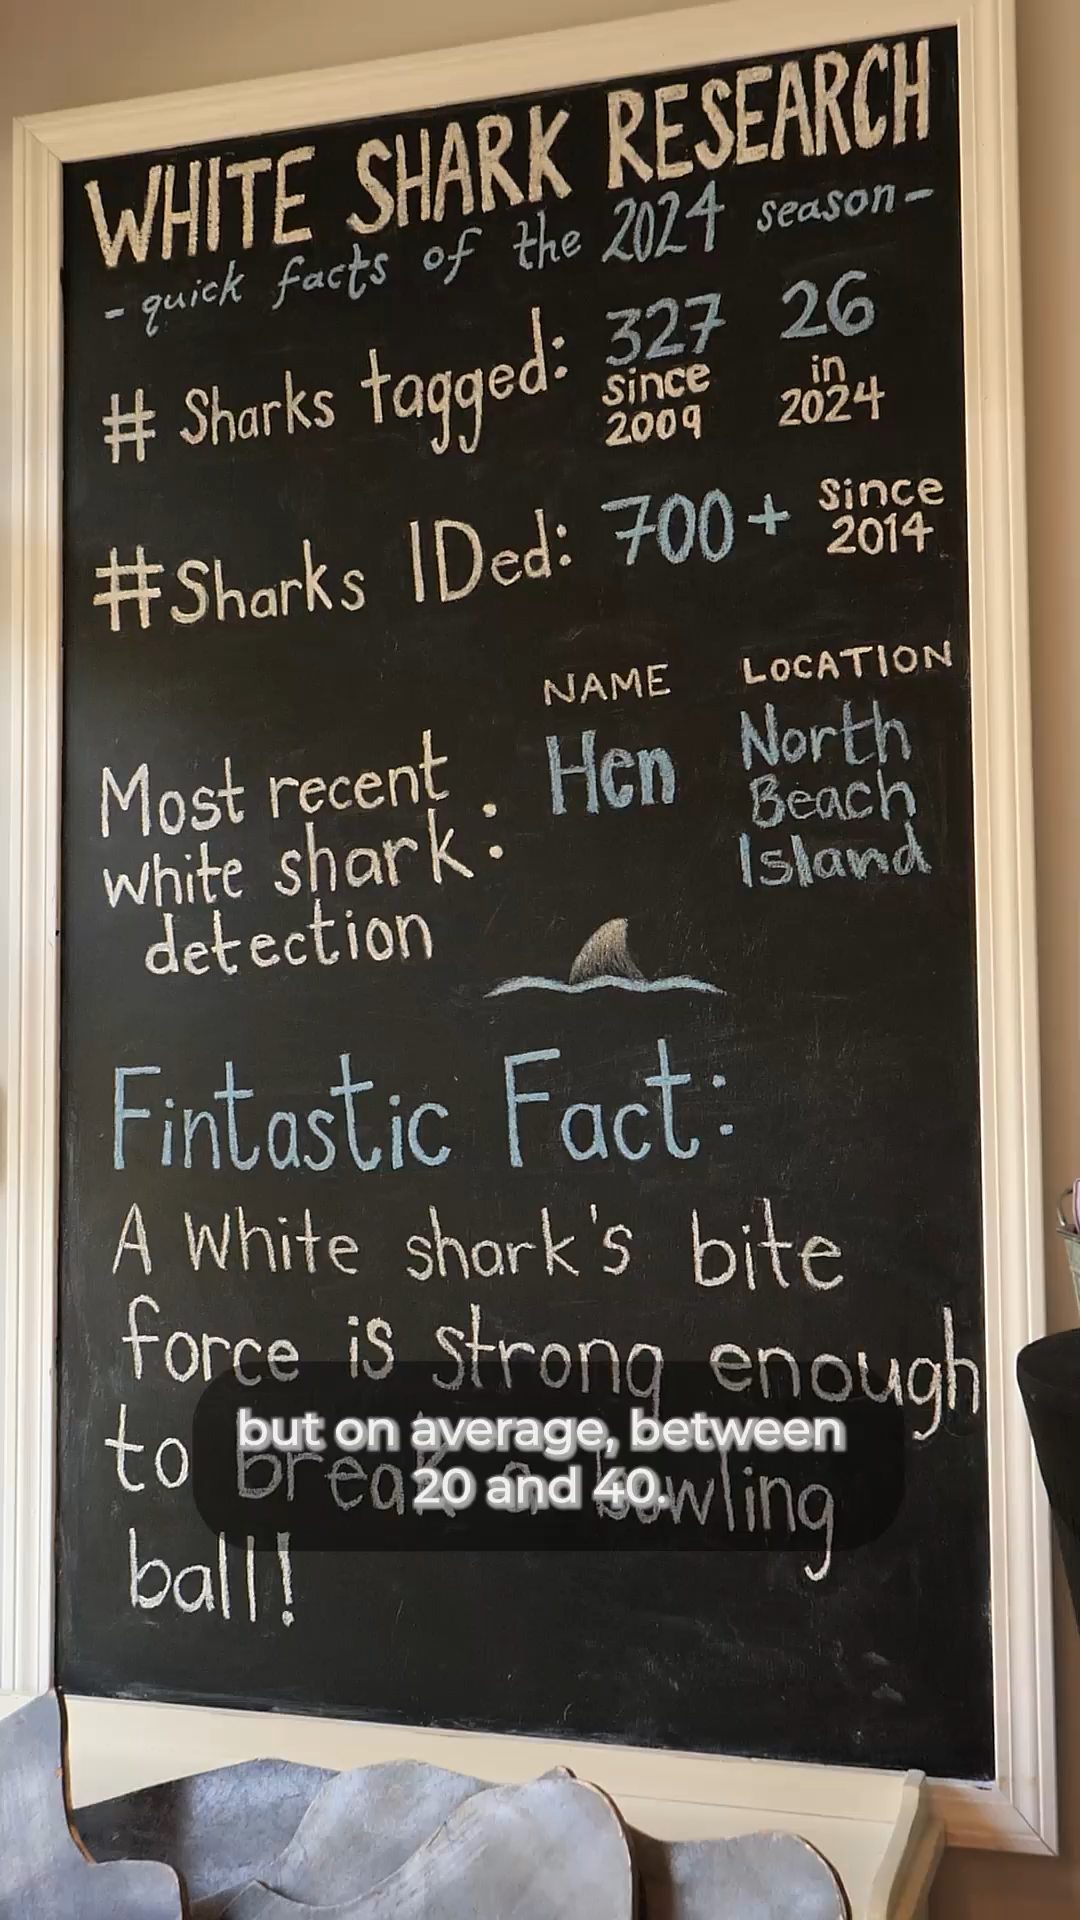 WHITE SHARK RESEARCH
- quick facts of the 2024 season -
# Sharks tagged: 327 since 2009 26 in 2024
# Sharks IDed: 700+ since 2014
NAME LOCATION
Most recent white shark detection : Hen North Beach Island
Fintastic Fact:
A White shark's bite
force is strong enough
to break a bowling
ball!
but on average, between
20 and 40.